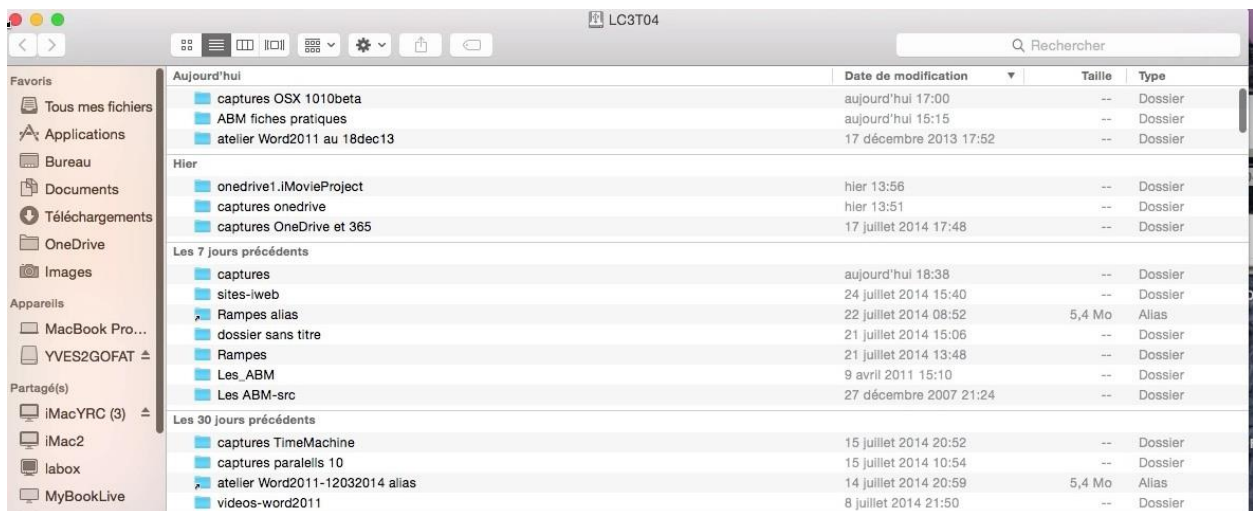 LC3T04
Rechercher
Favoris
Tous mes fichiers
Applications
Bureau
Documents
Téléchargements
OneDrive
Images
Appareils
MacBook Pro...
YVES2GOFAT
Partagé(s)
iMacYRC (3)
iMac2
labox
MyBookLive
Aujourd'hui Date de modification Taille Type
captures OSX 1010beta aujourd'hui 17:00 -- Dossier
ABM fiches pratiques aujourd'hui 15:15 -- Dossier
atelier Word2011 au 18dec13 17 décembre 2013 17:52 -- Dossier
Hier
onedrive1.iMovieProject hier 13:56 -- Dossier
captures onedrive hier 13:51 -- Dossier
captures OneDrive et 365 17 juillet 2014 17:48 -- Dossier
Les 7 jours précédents
captures aujourd'hui 18:38 -- Dossier
sites-iweb 24 juillet 2014 15:40 -- Dossier
Rampes alias 22 juillet 2014 08:52 5,4 Mo Alias
dossier sans titre 21 juillet 2014 15:06 -- Dossier
Rampes 21 juillet 2014 13:48 -- Dossier
Les_ABM 9 avril 2011 15:10 -- Dossier
Les ABM-src 27 décembre 2007 21:24 -- Dossier
Les 30 jours précédents
captures TimeMachine 15 juillet 2014 20:52 -- Dossier
captures paralells 10 15 juillet 2014 10:54 -- Dossier
atelier Word2011-12032014 alias 14 juillet 2014 20:59 5,4 Mo Alias
videos-word2011 8 juillet 2014 21:50 -- Dossier